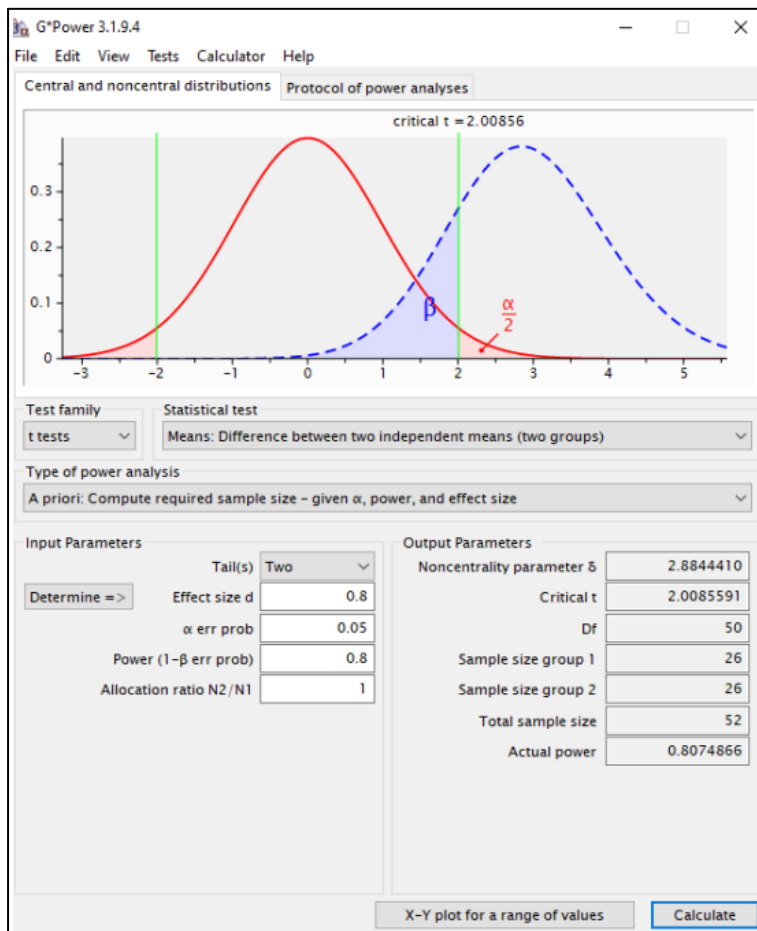 G*Power 3.1.9.4
File Edit View Tests Calculator Help
Central and noncentral distributions Protocol of power analyses
critical t = 2.00856
0.3
0.2
0.1
0
β
α
2
-3 -2 -1 0 1 2 3 4 5
Test family Statistical test
t tests Means: Difference between two independent means (two groups)
Type of power analysis
A priori: Compute required sample size - given α, power, and effect size
Input Parameters Output Parameters
Tail(s) Two Noncentrality parameter δ 2.8844410
Determine => Effect size d 0.8 Critical t 2.0085591
α err prob 0.05 Df 50
Power (1-β err prob) 0.8 Sample size group 1 26
Allocation ratio N2/N1 1 Sample size group 2 26
Total sample size 52
Actual power 0.8074866
X-Y plot for a range of values Calculate